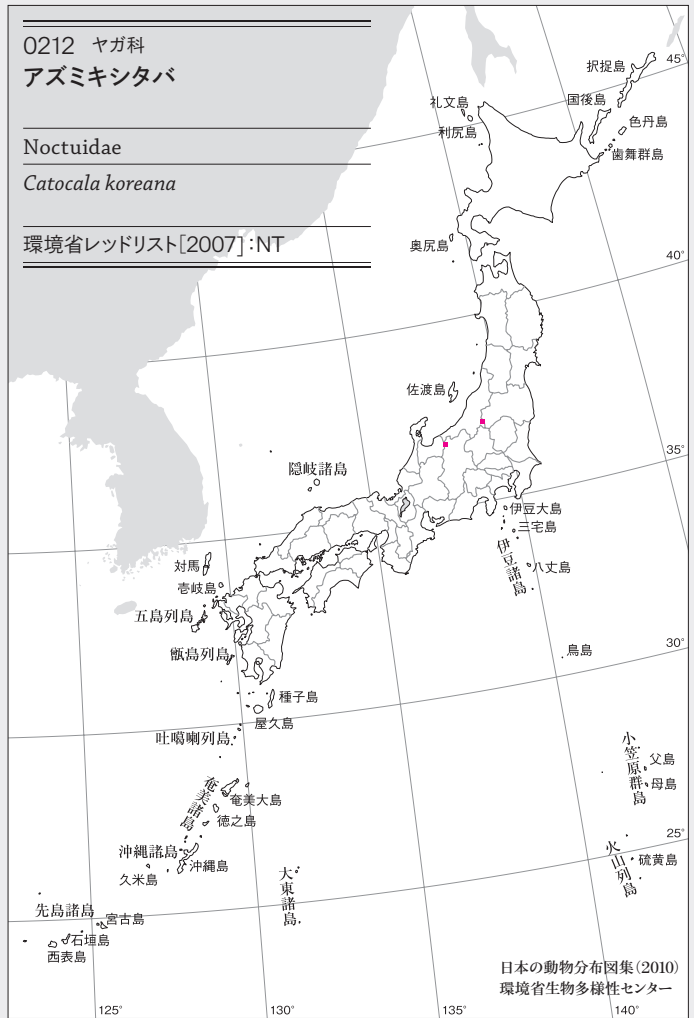 0212 ヤガ科
アズミキシタバ
Noctuidae
Catocala koreana
環境省レッドリスト[2007]:NT
択捉島
45°
国後島
礼文島
色丹島
利尻島
歯舞群島
奥尻島
40°
佐渡島
35°
隠岐諸島
伊豆大島
三宅島
伊豆諸島
八丈島
対馬
壱岐島
五島列島
甑島列島
鳥島
30°
種子島
屋久島
吐噶喇列島
小笠原群島
父島
母島
奄美諸島
奄美大島
徳之島
25°
沖縄諸島
沖縄島
久米島
火山列島
硫黄島
大東諸島
先島諸島
宮古島
石垣島
西表島
日本の動物分布図集(2010)
環境省生物多様性センター
125°
130°
135°
140°